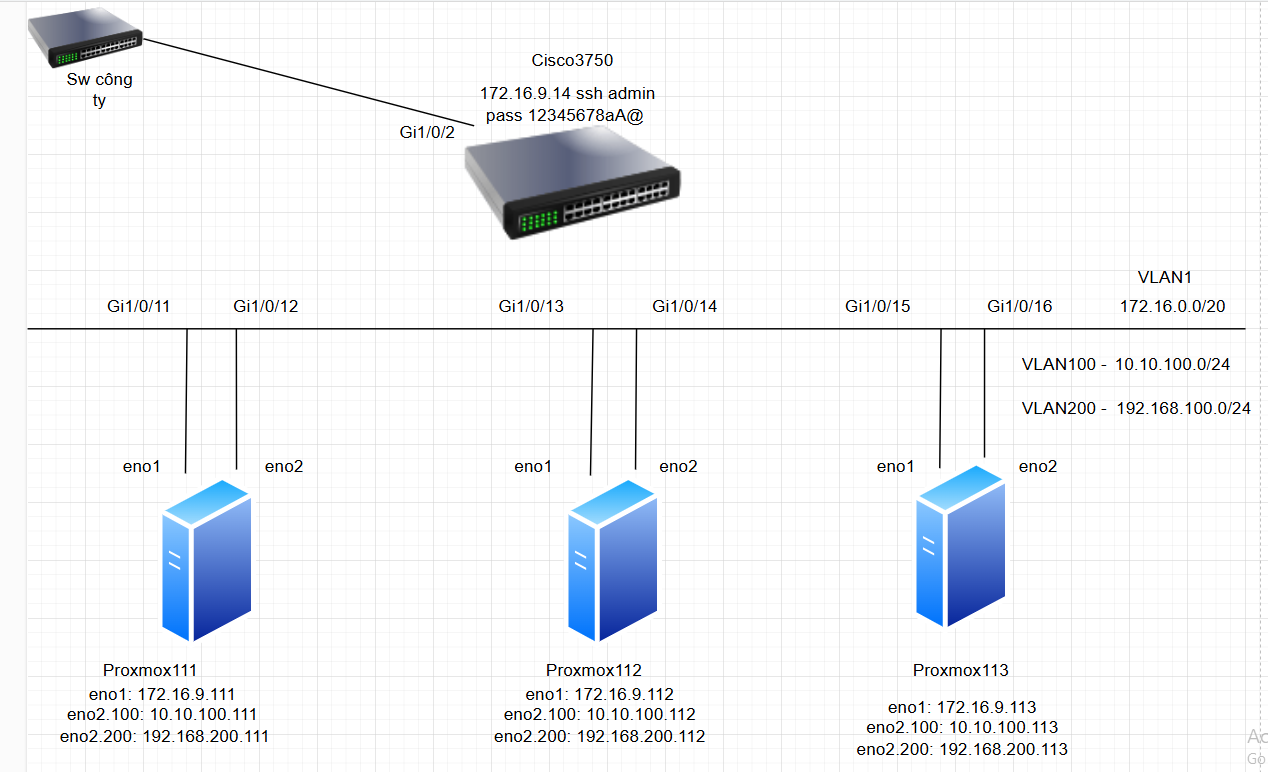 Sw công
ty
Cisco3750
172.16.9.14 ssh admin
pass 12345678aA@
Gi1/0/2
VLAN1
Gi1/0/11
Gi1/0/12
Gi1/0/13
Gi1/0/14
Gi1/0/15
Gi1/0/16
172.16.0.0/20
VLAN100 - 10.10.100.0/24
VLAN200 - 192.168.100.0/24
eno1
eno2
eno1
eno2
eno1
eno2
Proxmox111
eno1: 172.16.9.111
eno2.100: 10.10.100.111
eno2.200: 192.168.200.111
Proxmox112
eno1: 172.16.9.112
eno2.100: 10.10.100.112
eno2.200: 192.168.200.112
Proxmox113
eno1: 172.16.9.113
eno2.100: 10.10.100.113
eno2.200: 192.168.200.113
Ac
Go